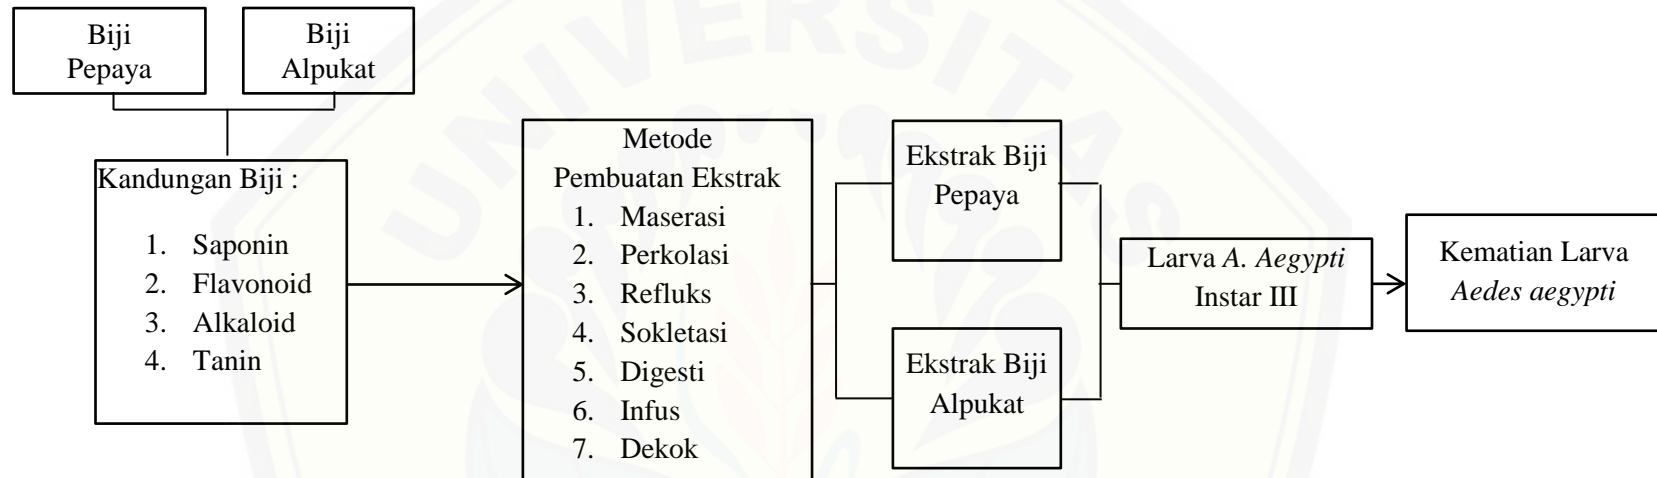 Biji
Pepaya
Biji
Alpukat
Kandungan Biji :
1. Saponin
2. Flavonoid
3. Alkaloid
4. Tanin
Metode
Pembuatan Ekstrak
1. Maserasi
2. Perkolasi
3. Refluks
4. Sokletasi
5. Digesti
6. Infus
7. Dekok
Ekstrak Biji
Pepaya
Ekstrak Biji
Alpukat
Larva A. Aegypti
Instar III
Kematian Larva
Aedes aegypti
UNIVERSITAS